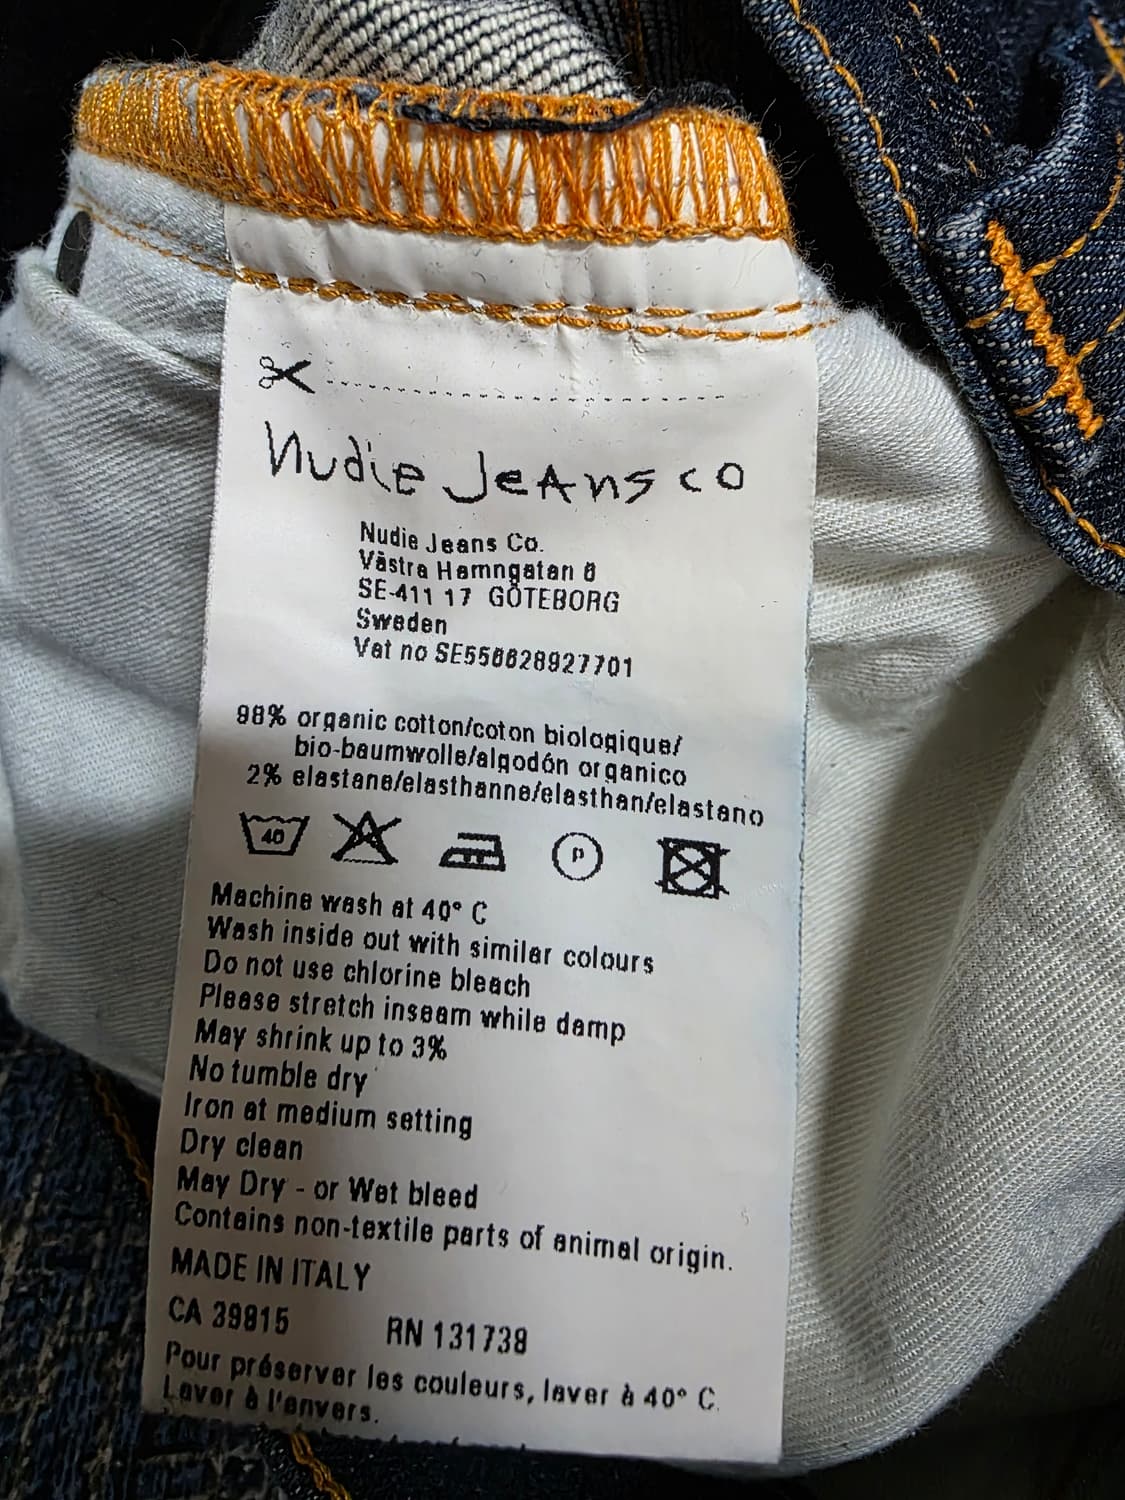 Nudie Jeans co
Nudie Jeans Co.
Västra Hamngatan 8
SE-411 17 GÖTEBORG
Sweden
Vat no SE556628927701
98% organic cotton/coton biologique/
bio-baumwolle/algodón organico
2% elastane/elasthanne/elasthan/elastano
40
P
Machine wash at 40° C
Wash inside out with similar colours
Do not use chlorine bleach
Please stretch inseam while damp
May shrink up to 3%
No tumble dry
Iron at medium setting
Dry clean
May Dry - or Wet bleed
Contains non-textile parts of animal origin.
MADE IN ITALY
CA 39815 RN 131738
Pour préserver les couleurs, laver à 40° C.
Laver à l'envers.